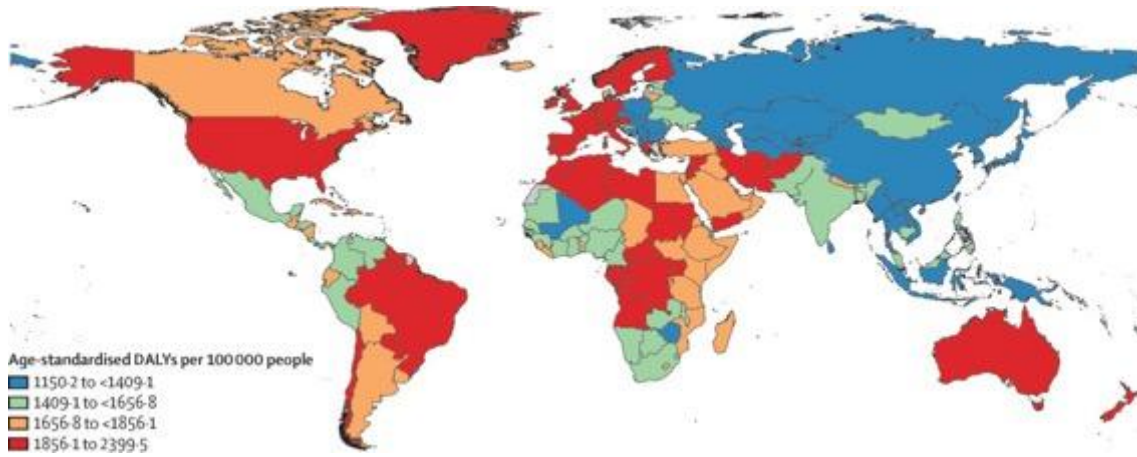 Age-standardised DALYs per 100 000 people
1150·2 to <1409·1
1409·1 to <1656·8
1656·8 to <1856·1
1856·1 to 2399·5